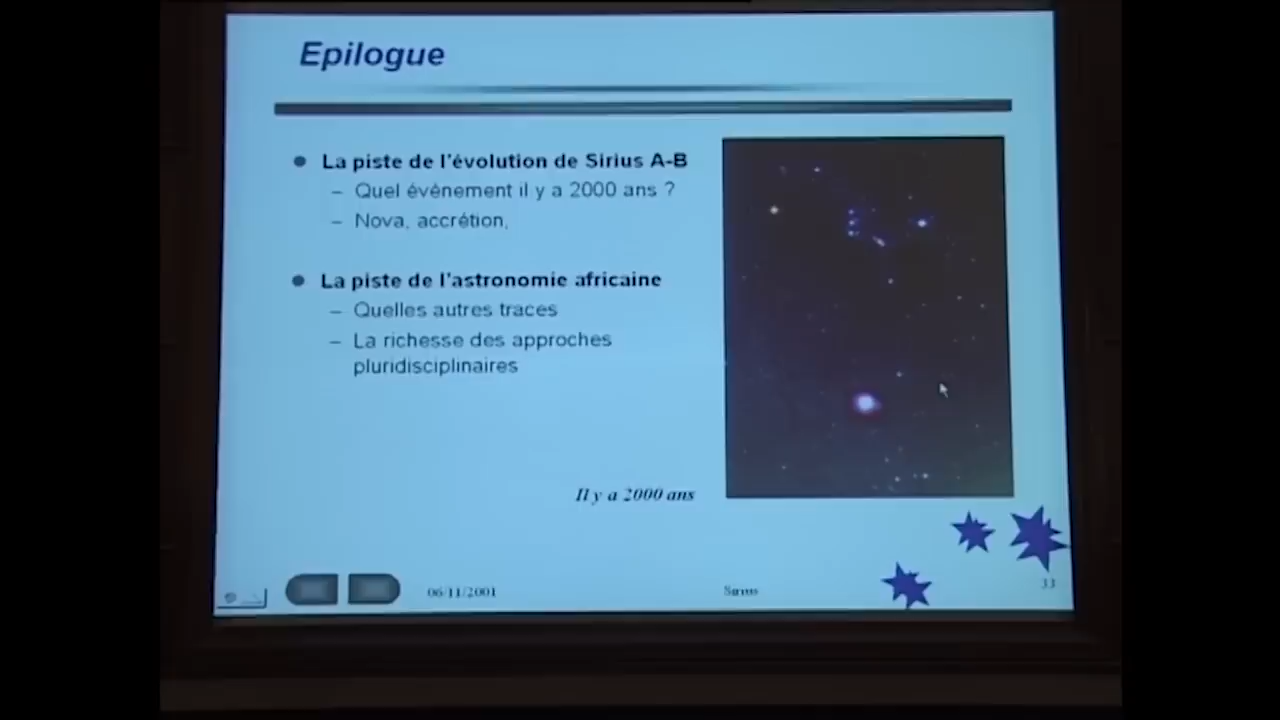 Epilogue
La piste de l'évolution de Sirius A-B
– Quel événement il y a 2000 ans ?
– Nova, accrétion,
La piste de l'astronomie africaine
– Quelles autres traces
– La richesse des approches
pluridisciplinaires
Il y a 2000 ans
06/11/2001
Sirius
33